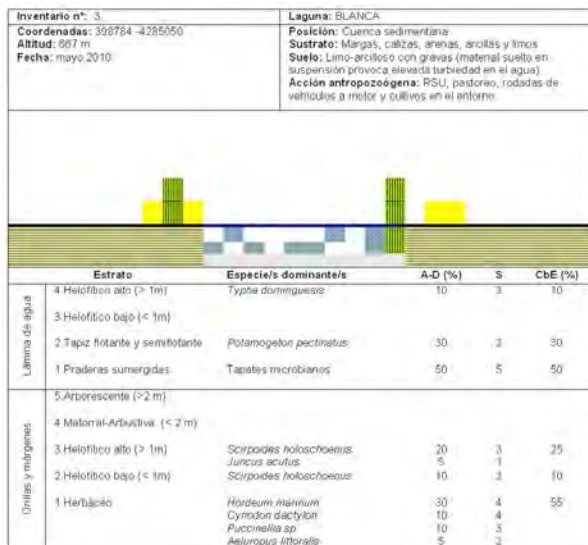 Inventario nº: 3.
Laguna: BLANCA
Coordenadas: 398784 -4285050
Altitud: 667 m
Fecha: mayo 2010
Posición: Cuenca sedimentaria
Sustrato: Margas, calizas, arenas, arcillas y limos
Suelo: Limo-arcilloso con gravas (material suelto en
suspensión provoca elevada turbiedad en el agua)
Acción antropozoógena: RSU, pastoreo, rodadas de
vehículos a motor y cultivos en el entorno
Estrato Especie/s dominante/s A-D (%) S CbE (%)
Lámina de agua
4.Helofítico alto (> 1m) Typha dominguesis 10 3 10
3.Helofítico bajo (< 1m)
2.Tapiz flotante y semiflotante Potamogeton pectinatus 30 2 30
1.Praderas sumergidas Tapetes microbianos 50 5 50
Orillas y márgenes
5.Arborescente (>2 m)
4.Matorral-Arbustiva (< 2 m)
3.Helofítico alto (> 1m) Scirpoides holoschoenus 20 3 25
Juncus acutus 5 1
2.Helofítico bajo (< 1m) Scirpoides holoschoenus 10 3 10
1.Herbáceo Hordeum marinum 30 4 55
Cynodon dactylon 10 4
Puccinellia sp 10 3
Aeluropus littoralis 5 2